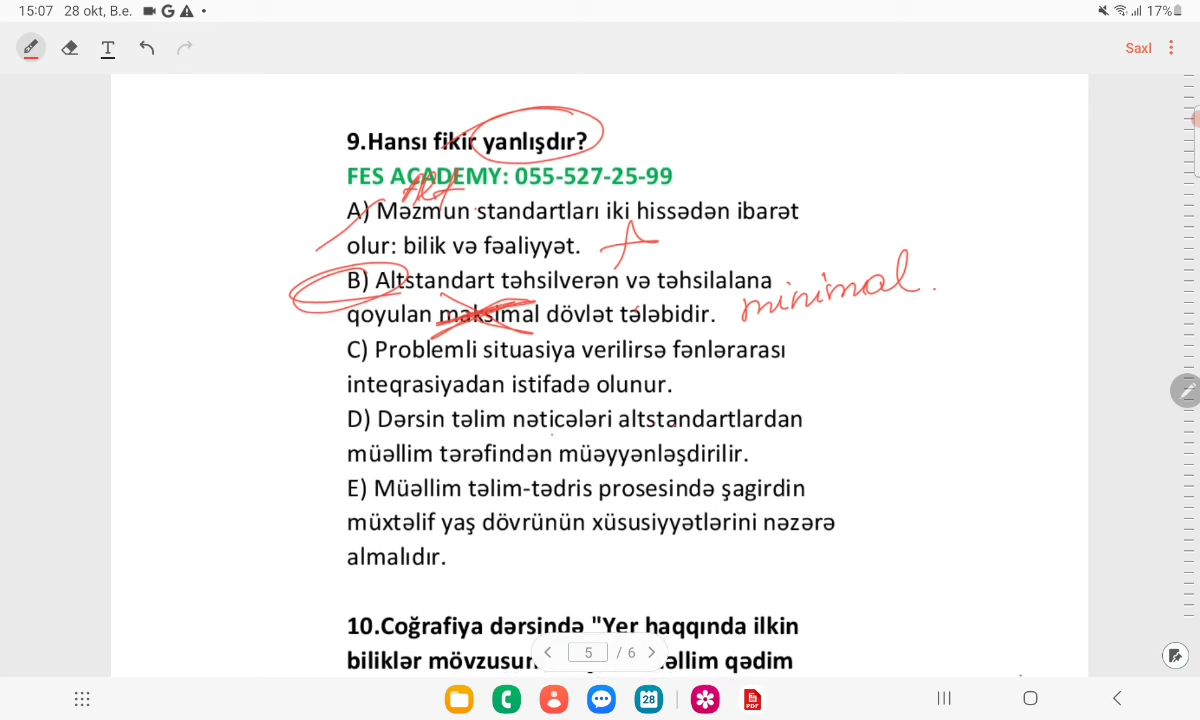 15:07 28 okt, B.e. G
17%
T
Saxl
9.Hansı fikir yanlışdır?
FES ACADEMY: 055-527-25-99
A) Məzmun standartları iki hissədən ibarət
olur: bilik və fəaliyyət.
B) Altstandart təhsilverən və təhsilalana
qoyulan maksimal dövlət tələbidir. minimal.
C) Problemli situasiya verilirsə fənlərarası
inteqrasiyadan istifadə olunur.
D) Dərsin təlim nəticələri altstandartlardan
müəllim tərəfindən müəyyənləşdirilir.
E) Müəllim təlim-tədris prosesində şagirdin
müxtəlif yaş dövrünün xüsusiyyətlərini nəzərə
almalıdır.
10.Coğrafiya dərsində "Yer haqqında ilkin
biliklər qədim
5 / 6
28
PDF